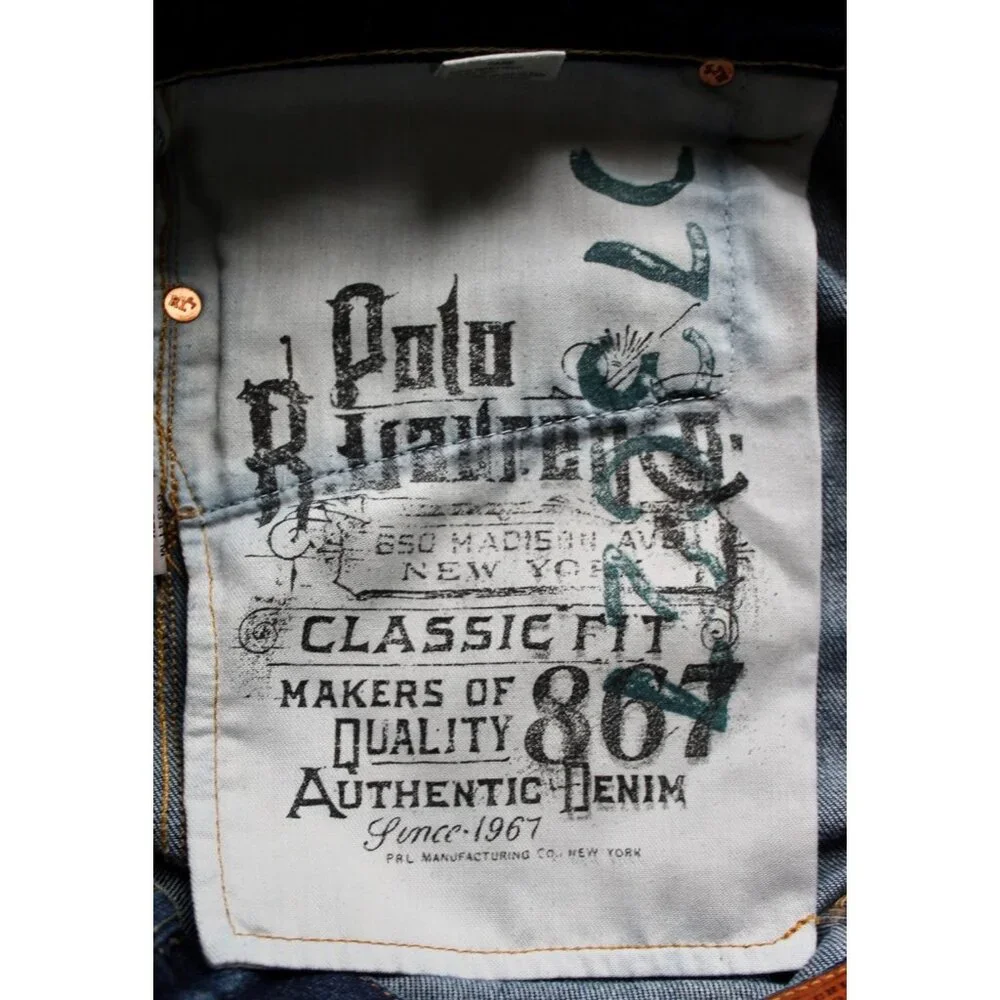 Polo
R. Lauren
650 MADISON AVE
NEW YORK
CLASSIC FIT
MAKERS OF
QUALITY
867
AUTHENTIC DENIM
Since · 1967
PRL MANUFACTURING CO., NEW YORK